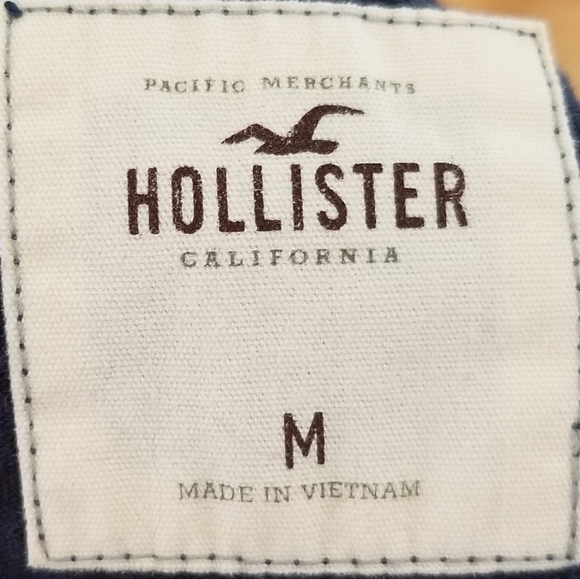 PACIFIC MERCHANTS
HOLLISTER
CALIFORNIA
M
MADE IN VIETNAM